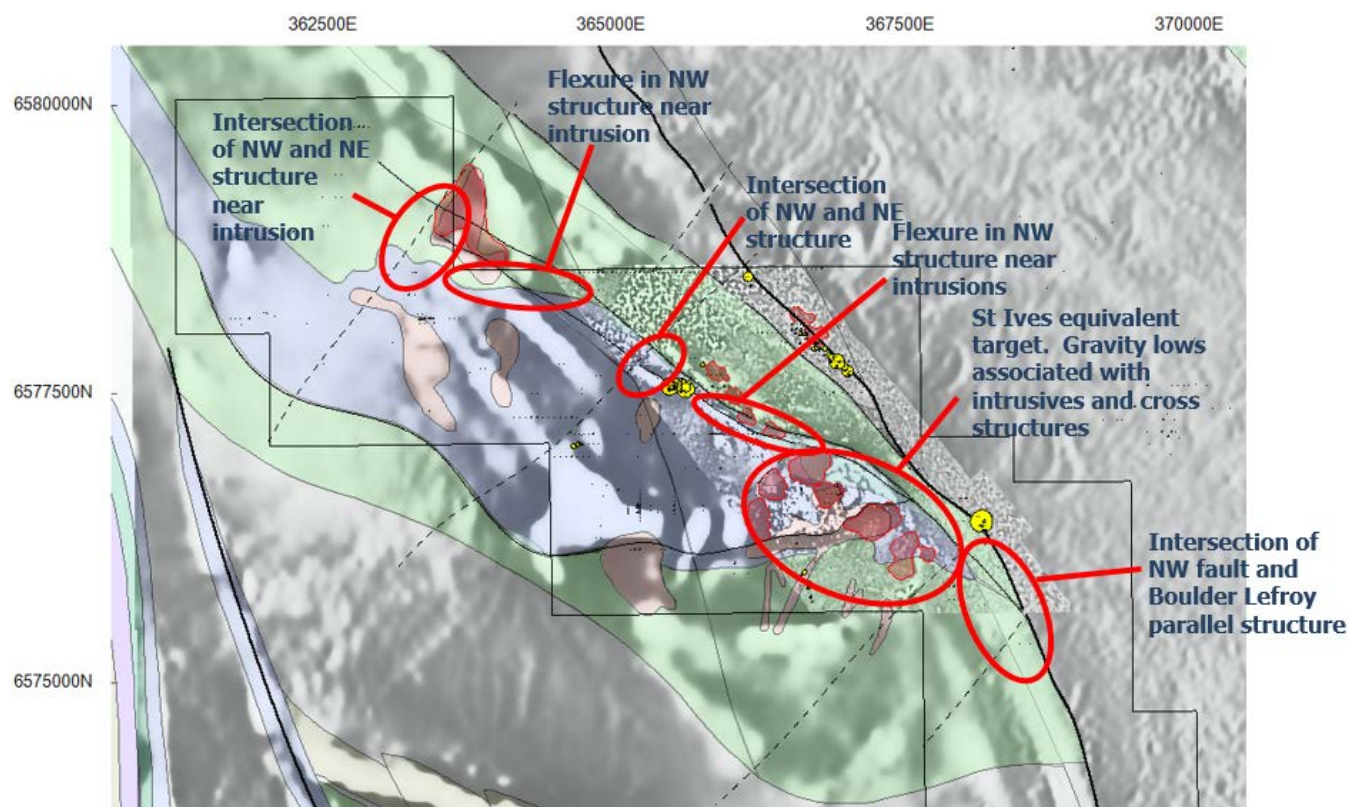 362500E
365000E
367500E
370000E
6580000N
Intersection
of NW and NE
structure
near
intrusion
Flexure in NW
structure near
intrusion
Intersection
of NW and NE
structure
Flexure in NW
structure near
intrusions
St Ives equivalent
target.  Gravity lows
associated with
intrusives and cross
structures
6577500N
Intersection of
NW fault and
Boulder Lefroy
parallel structure
6575000N